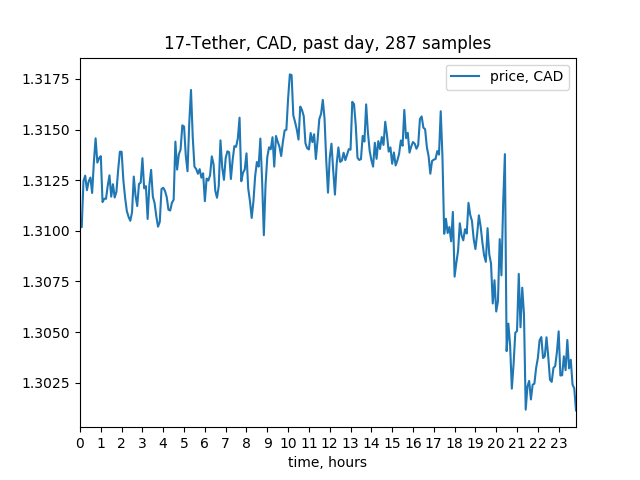 17-Tether, CAD, past day, 287 samples
price, CAD
1.3175
1.3150
1.3125
1.3100
1.3075
1.3050
1.3025
0 1 2 3 4 5 6 7 8 9 10 11 12 13 14 15 16 17 18 19 20 21 22 23
time, hours